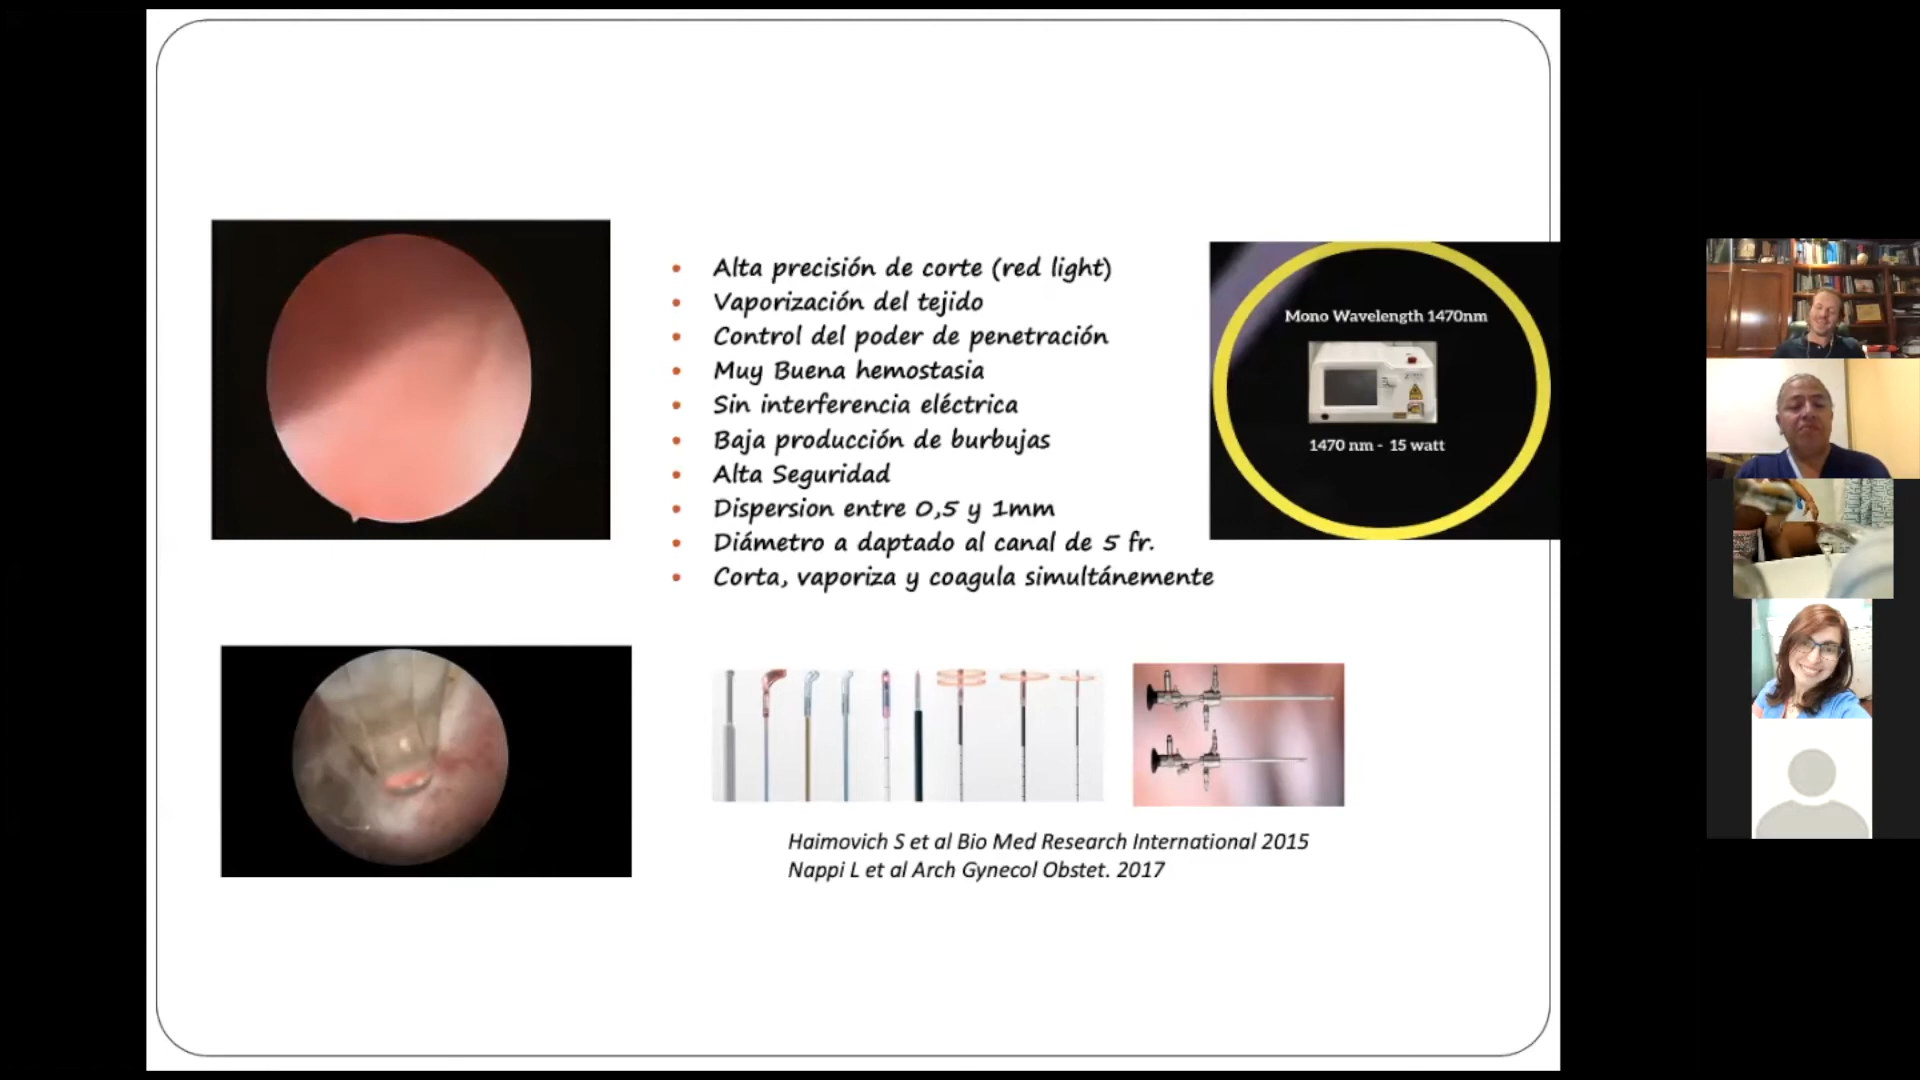 Alta precisión de corte (red light)
Vaporización del tejido
Control del poder de penetración
Muy Buena hemostasia
Sin interferencia eléctrica
Baja producción de burbujas
Alta Seguridad
Dispersion entre 0,5 y 1mm
Diámetro a daptado al canal de 5 fr.
Corta, vaporiza y coagula simultánemente
Mono Wavelength 1470nm
1470 nm - 15 watt
Haimovich S et al Bio Med Research International 2015
Nappi L et al Arch Gynecol Obstet. 2017